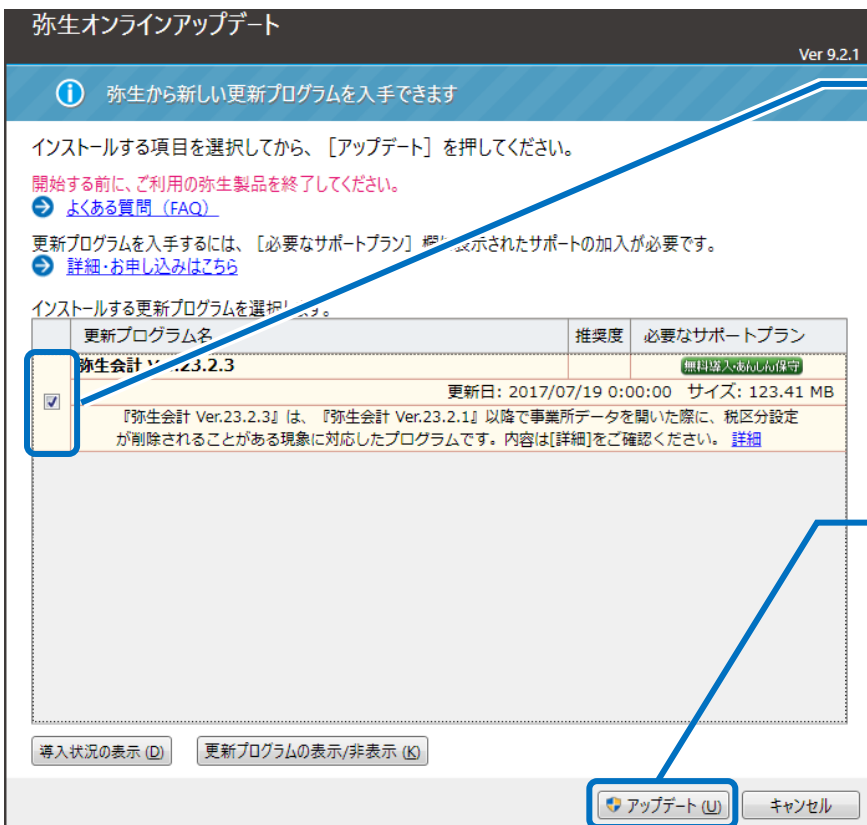 弥生オンラインアップデート
Ver 9.2.1
弥生から新しい更新プログラムを入手できます
インストールする項目を選択してから、［アップデート］を押してください。
開始する前に、ご利用の弥生製品を終了してください。
よくある質問（FAQ）
更新プログラムを入手するには、［必要なサポートプラン］欄に表示されたサポートの加入が必要です。
詳細・お申し込みはこちら
インストールする更新プログラムを選択します。
更新プログラム名 推奨度 必要なサポートプラン
弥生会計 Ver.23.2.3 無料導入・あんしん保守
更新日: 2017/07/19 0:00:00 サイズ: 123.41 MB
『弥生会計 Ver.23.2.3』は、『弥生会計 Ver.23.2.1』以降で事業所データを開いた際に、税区分設定
が削除されることがある現象に対応したプログラムです。内容は[詳細]をご確認ください。 詳細
導入状況の表示 (D) 更新プログラムの表示/非表示 (K)
アップデート (U) キャンセル